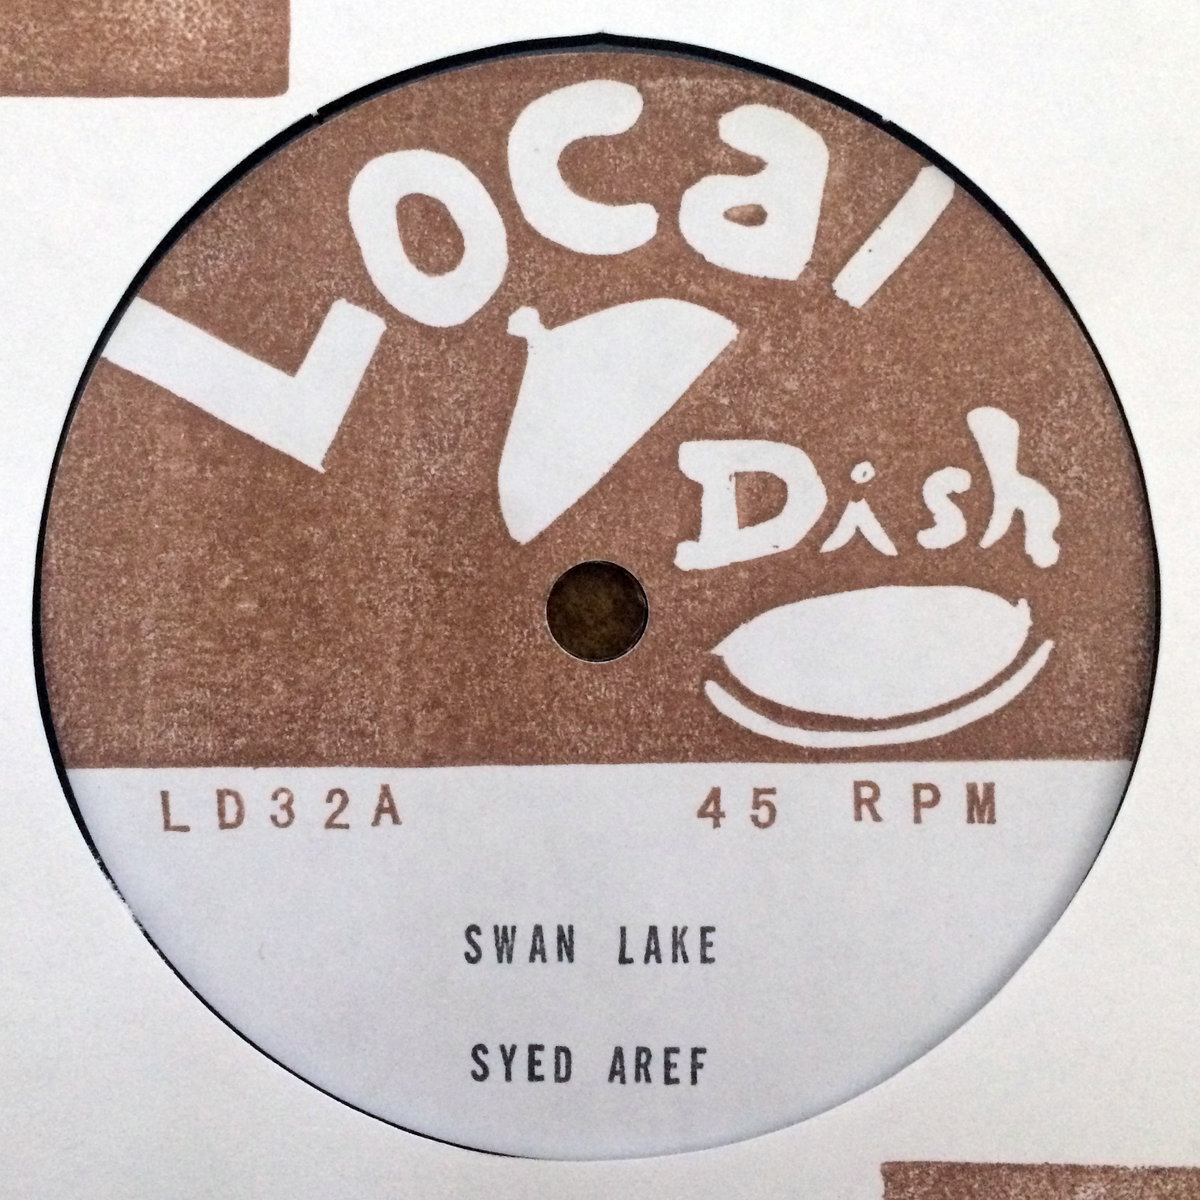 Local
Dish
LD32A 45 RPM
SWAN LAKE
SYED AREF